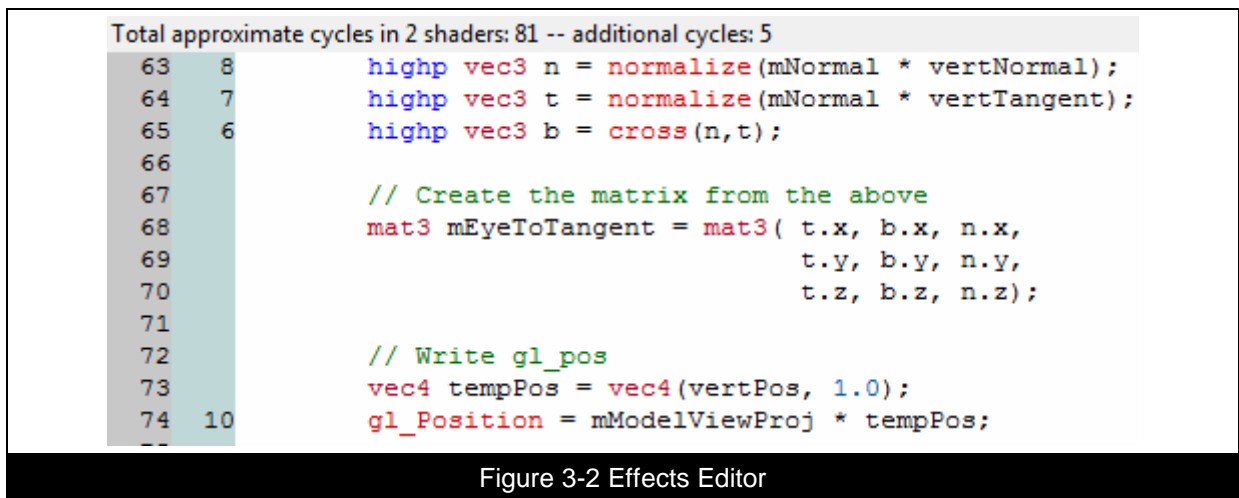 Total approximate cycles in 2 shaders: 81 -- additional cycles: 5
63 8 highp vec3 n = normalize(mNormal * vertNormal);
64 7 highp vec3 t = normalize(mNormal * vertTangent);
65 6 highp vec3 b = cross(n,t);
66
67 // Create the matrix from the above
68 mat3 mEyeToTangent = mat3( t.x, b.x, n.x,
69 t.y, b.y, n.y,
70 t.z, b.z, n.z);
71
72 // Write gl_pos
73 vec4 tempPos = vec4(vertPos, 1.0);
74 10 gl_Position = mModelViewProj * tempPos;
Figure 3-2 Effects Editor